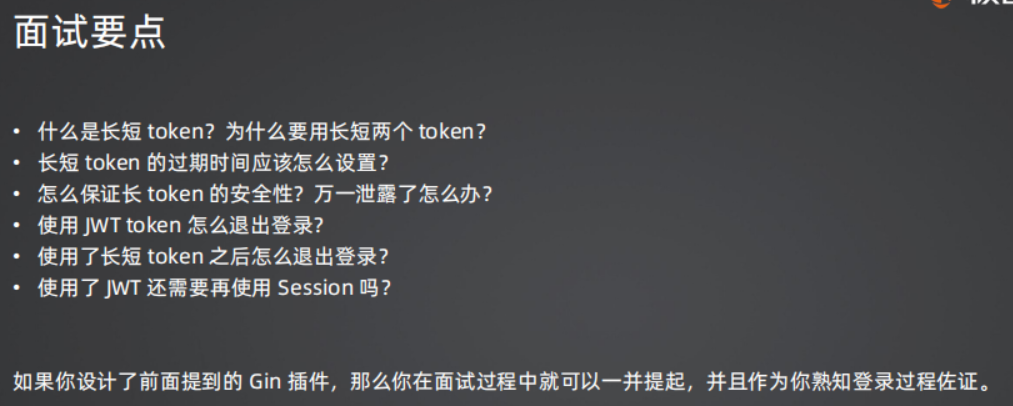 面试要点
• 什么是长短 token？为什么要用长短两个 token？
• 长短 token 的过期时间应该怎么设置？
• 怎么保证长 token 的安全性？万一泄露了怎么办？
• 使用 JWT token 怎么退出登录？
• 使用了长短 token 之后怎么退出登录？
• 使用了 JWT 还需要再使用 Session 吗？
如果你设计了前面提到的 Gin 插件，那么你在面试过程中就可以一并提起，并且作为你熟知登录过程佐证。